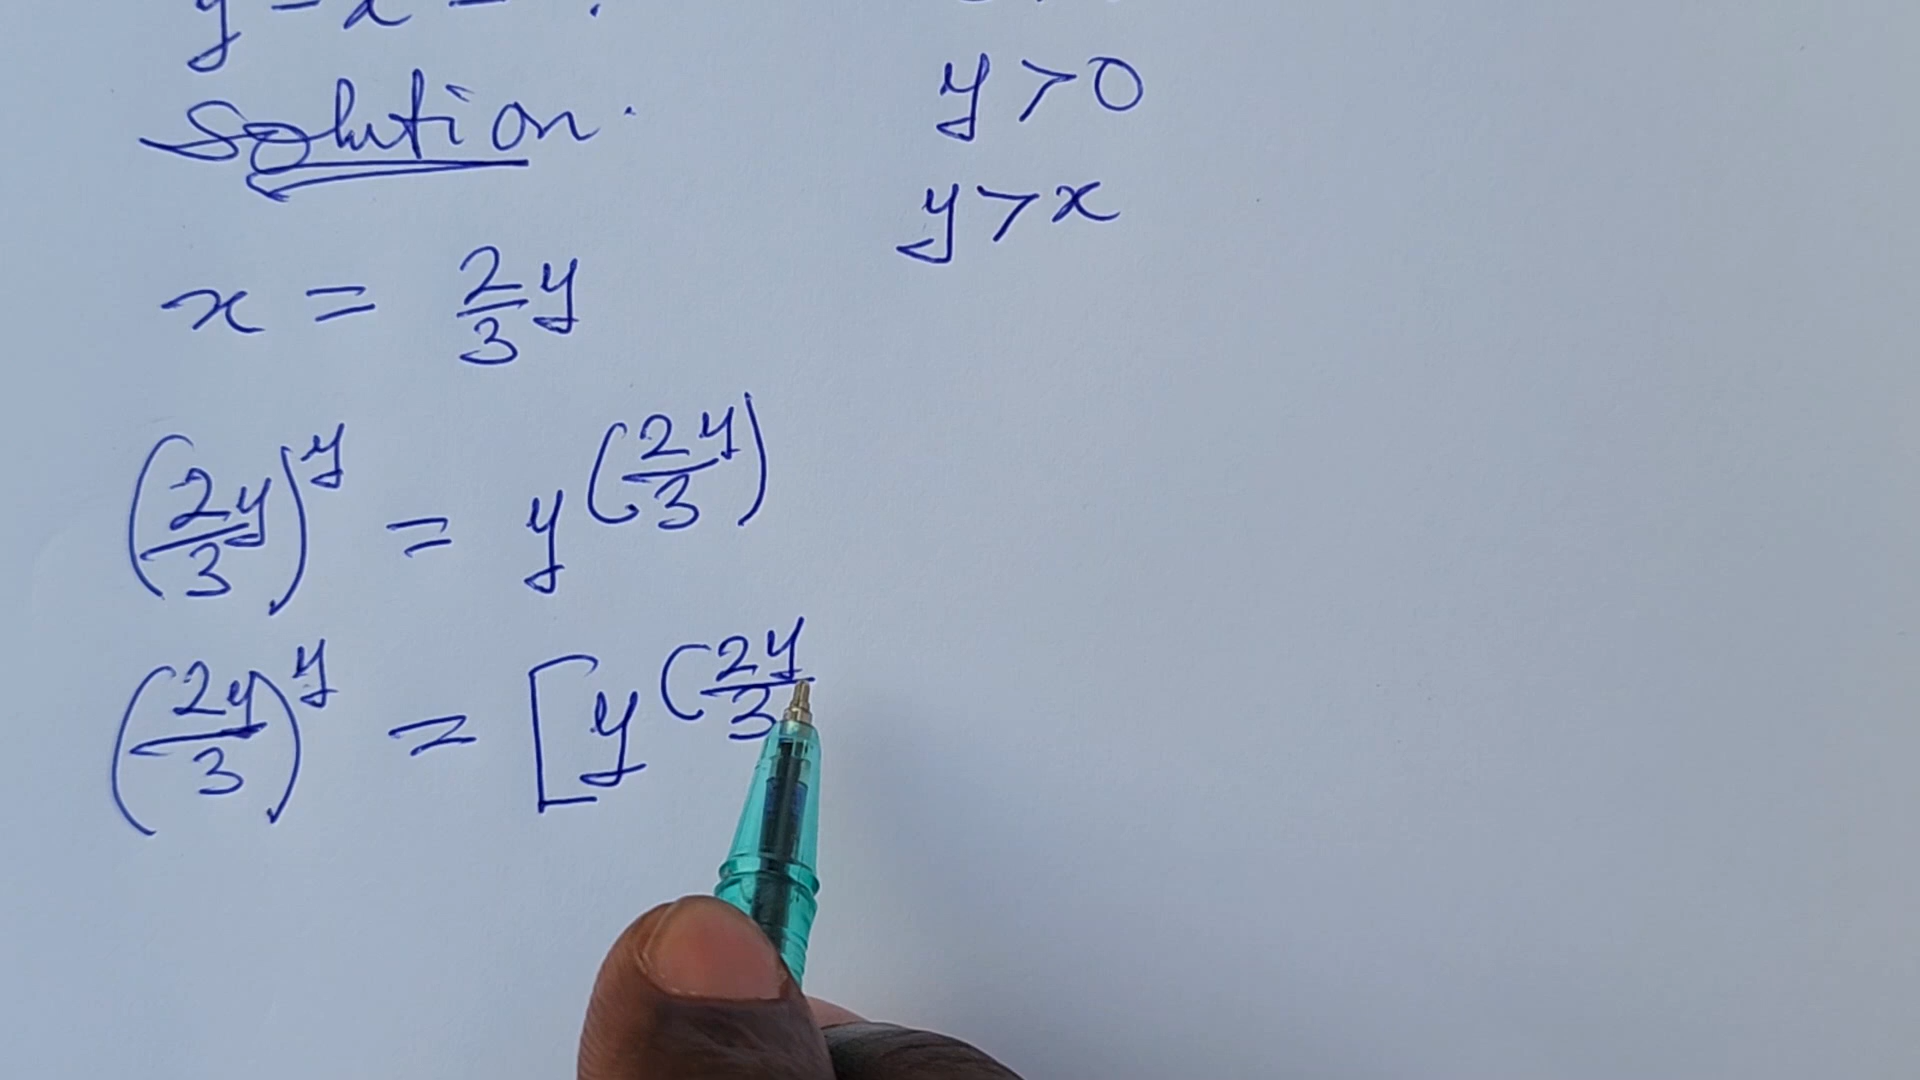 y - x = ?
Solution.
y > 0
y > x
x = 2/3 y
(2y/3)^y = y^(2y/3)
(2y/3)^y = [y^(2y/3